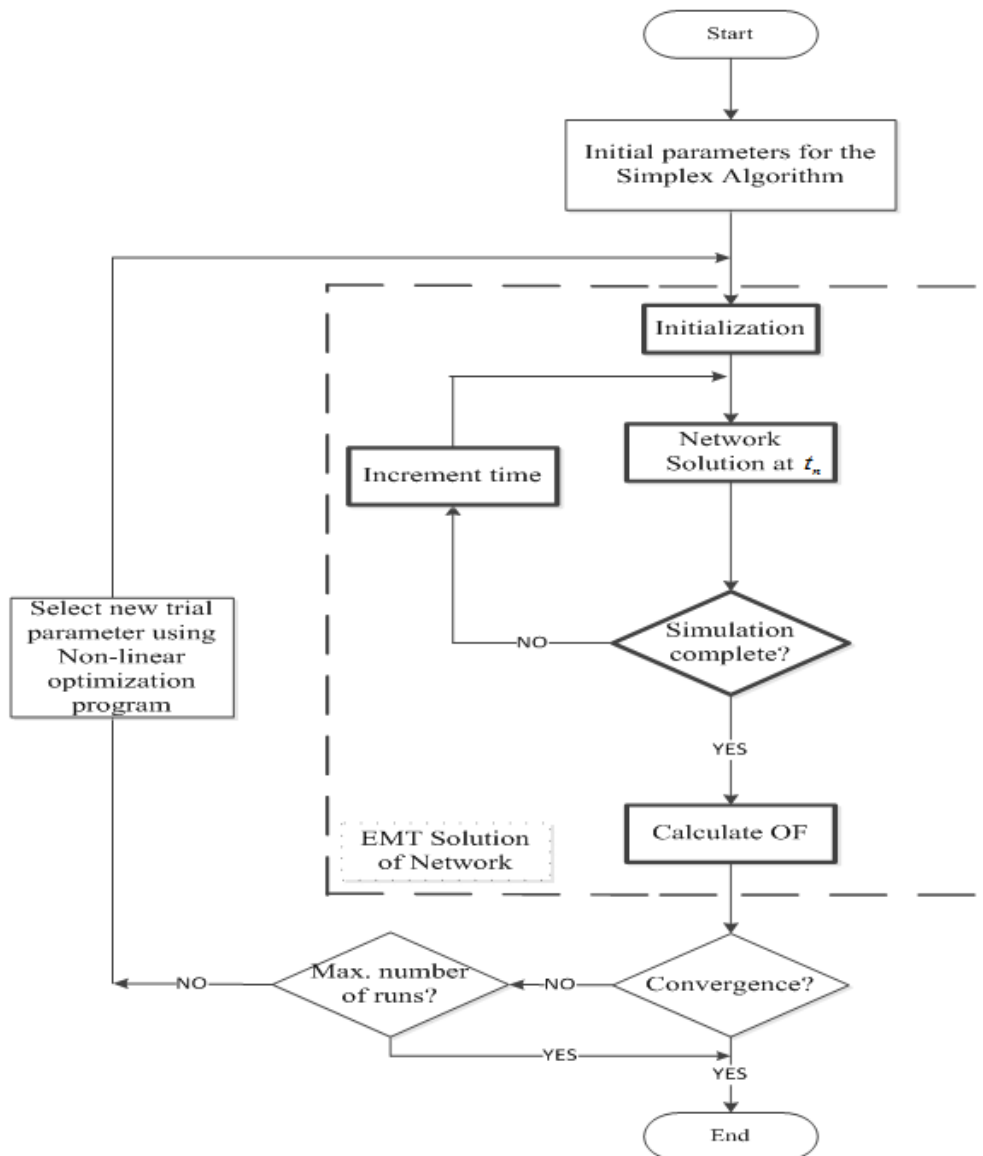 Start
Initial parameters for the
Simplex Algorithm
Initialization
Network
Solution at tn
Increment time
Select new trial
parameter using
Non-linear
optimization
program
Simulation
complete?
NO
YES
Calculate OF
EMT Solution
of Network
Convergence?
NO
Max. number
of runs?
NO
YES
YES
End